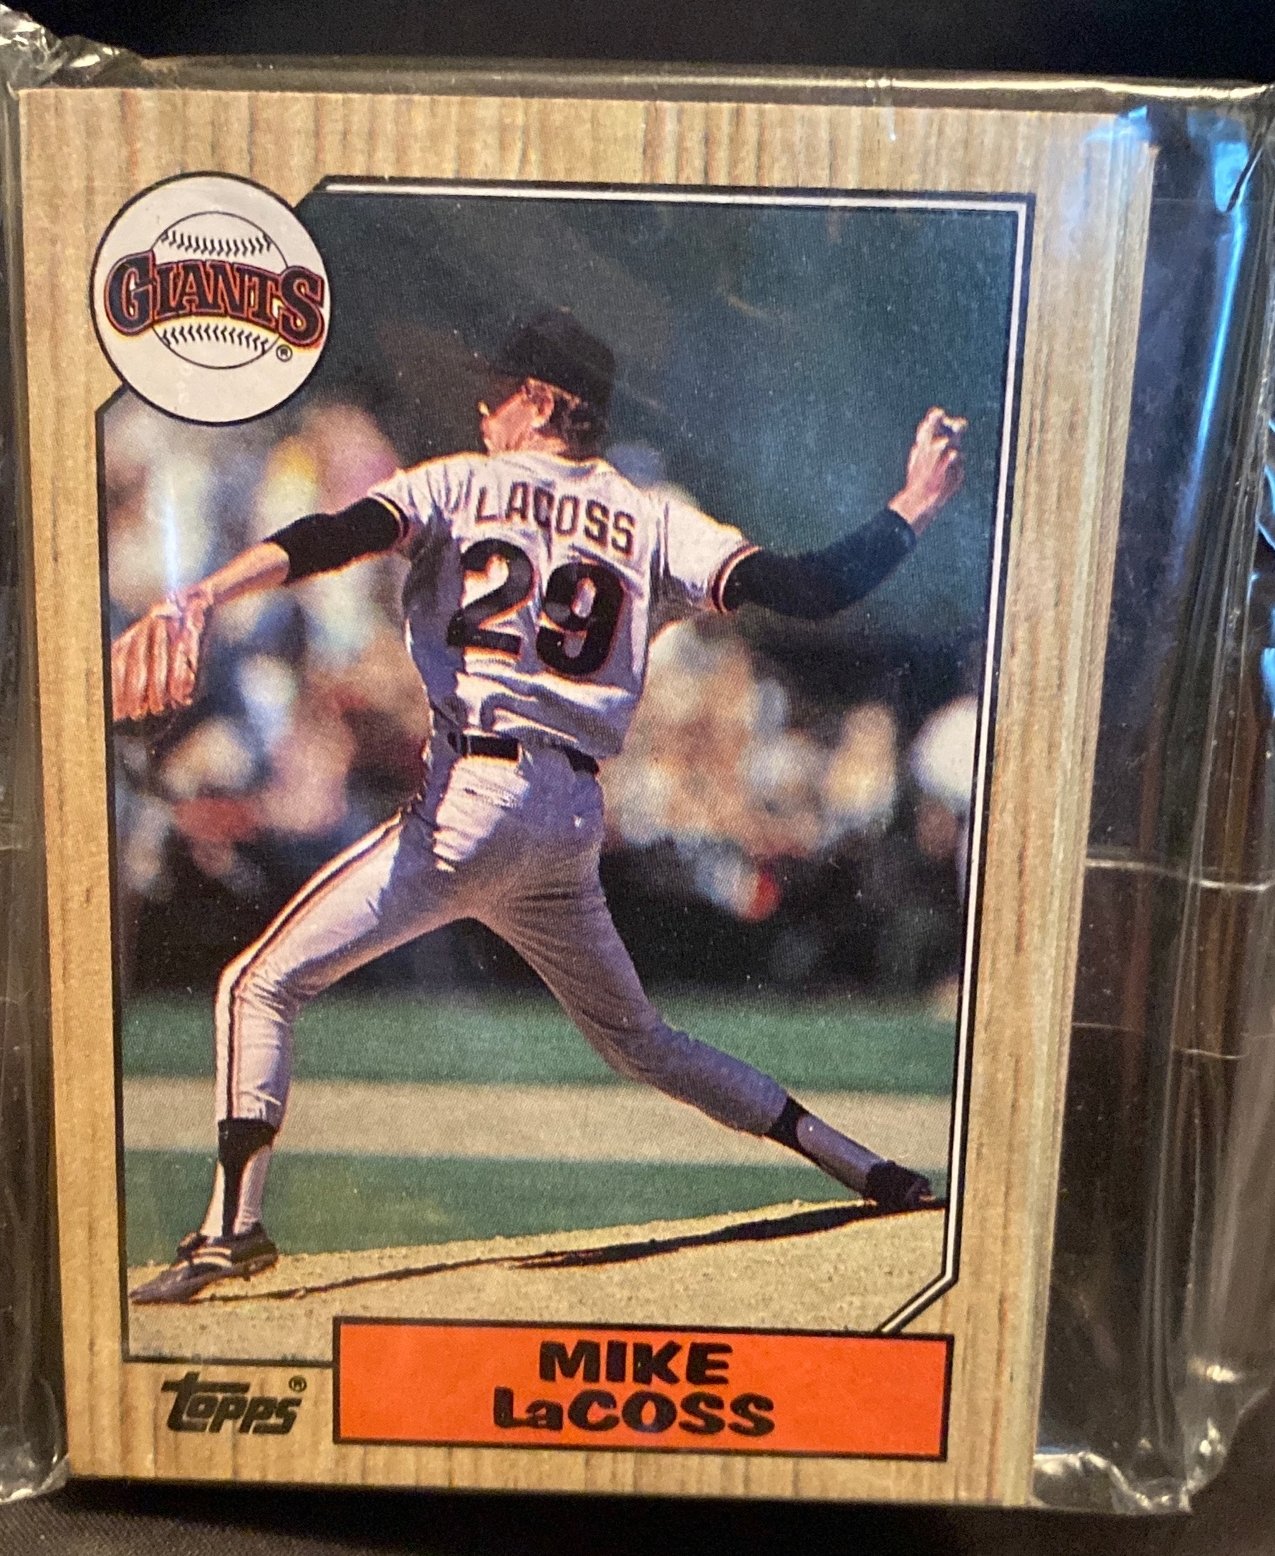 GIANTS
®
LACOSS
29
MIKE
LaCOSS
TOPPS®